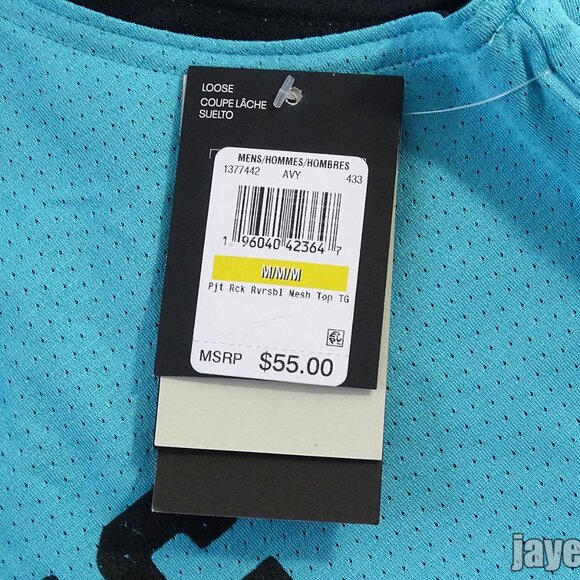 LOOSE
COUPE LÂCHE
SUELTO
MENS/HOMMES/HOMBRES
1377442 AVY 433
1 96040 42364 7
M/M/M
Pjt Rck Rvrsbl Mesh Top TG
MSRP $55.00
jaye